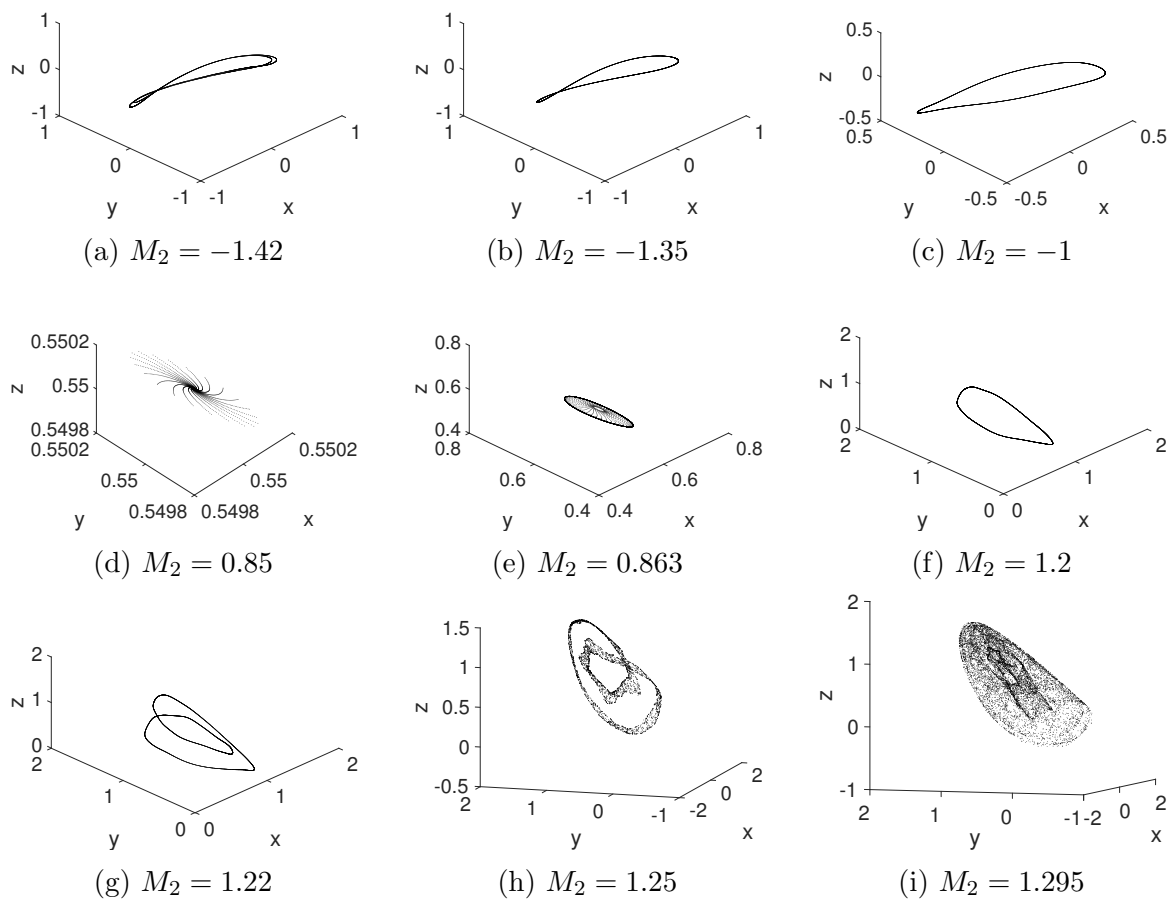 1
0
-1
z
1
0
-1
y
-1
0
1
x
(a) M₂ = −1.42
1
0
-1
z
1
0
-1
y
-1
0
1
x
(b) M₂ = −1.35
0.5
0
-0.5
z
0.5
0
-0.5
y
-0.5
0
0.5
x
(c) M₂ = −1
0.5502
0.55
0.5498
z
0.5502
0.55
0.5498
y
0.5498
0.55
0.5502
x
(d) M₂ = 0.85
0.8
0.6
0.4
z
0.8
0.6
0.4
y
0.4
0.6
0.8
x
(e) M₂ = 0.863
2
1
0
z
2
1
0
y
0
1
2
x
(f) M₂ = 1.2
2
1
0
z
2
1
0
y
0
1
2
x
(g) M₂ = 1.22
1.5
1
0.5
0
-0.5
z
2
1
0
-1
y
-2
0
2
x
(h) M₂ = 1.25
2
1
0
-1
z
2
1
0
-1
y
-2
0
2
x
(i) M₂ = 1.295